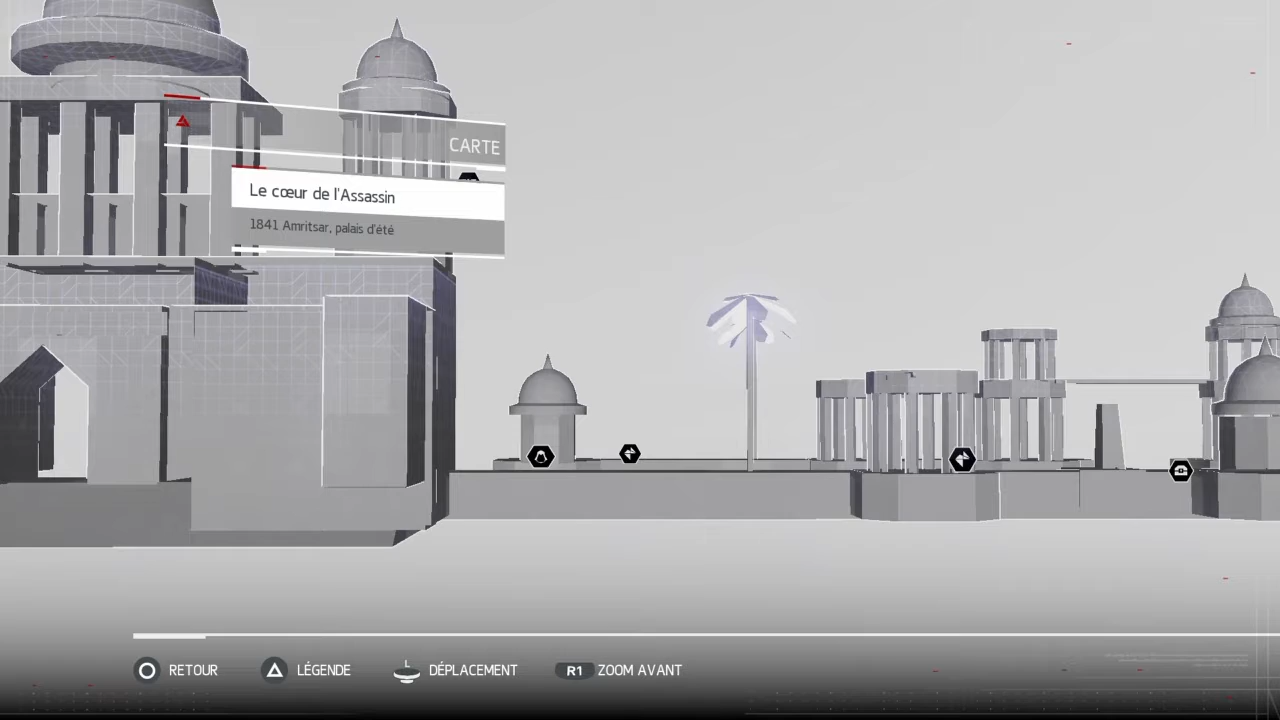 CARTE
Le cœur de l'Assassin
1841 Amritsar, palais d'été
RETOUR
LÉGENDE
L
DÉPLACEMENT
R1
ZOOM AVANT